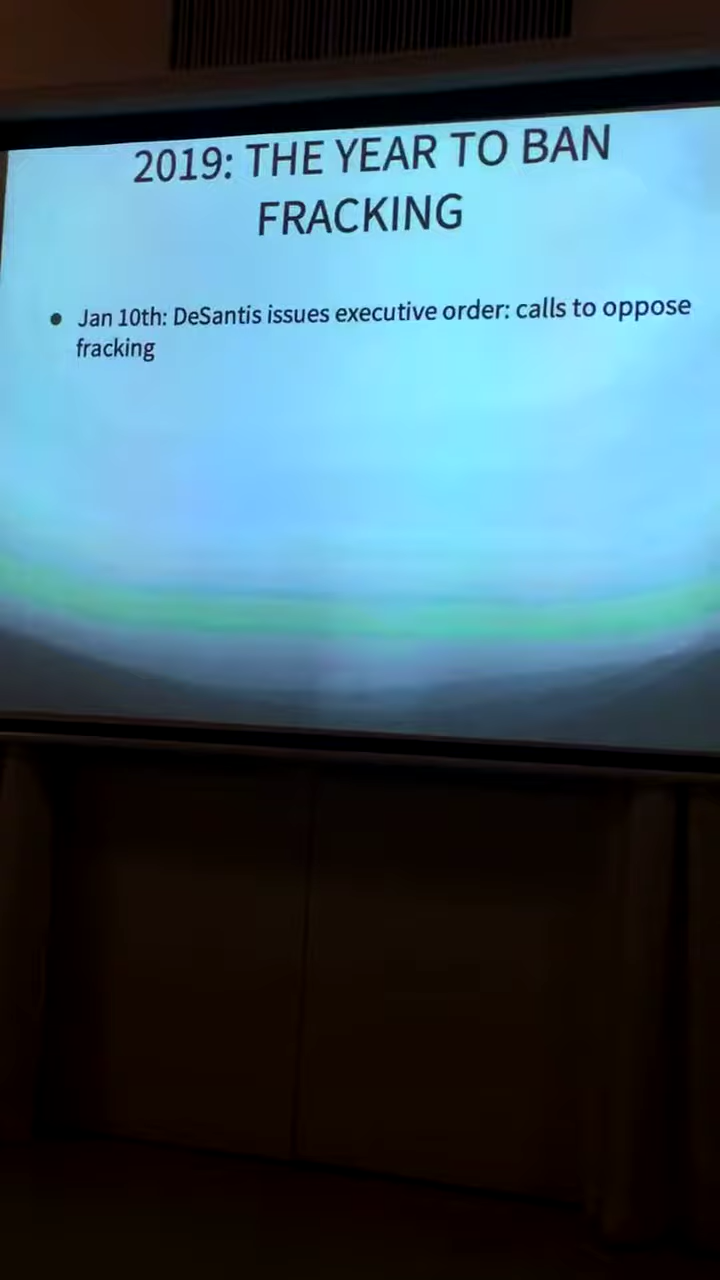 2019: THE YEAR TO BAN
FRACKING
• Jan 10th: DeSantis issues executive order: calls to oppose
fracking